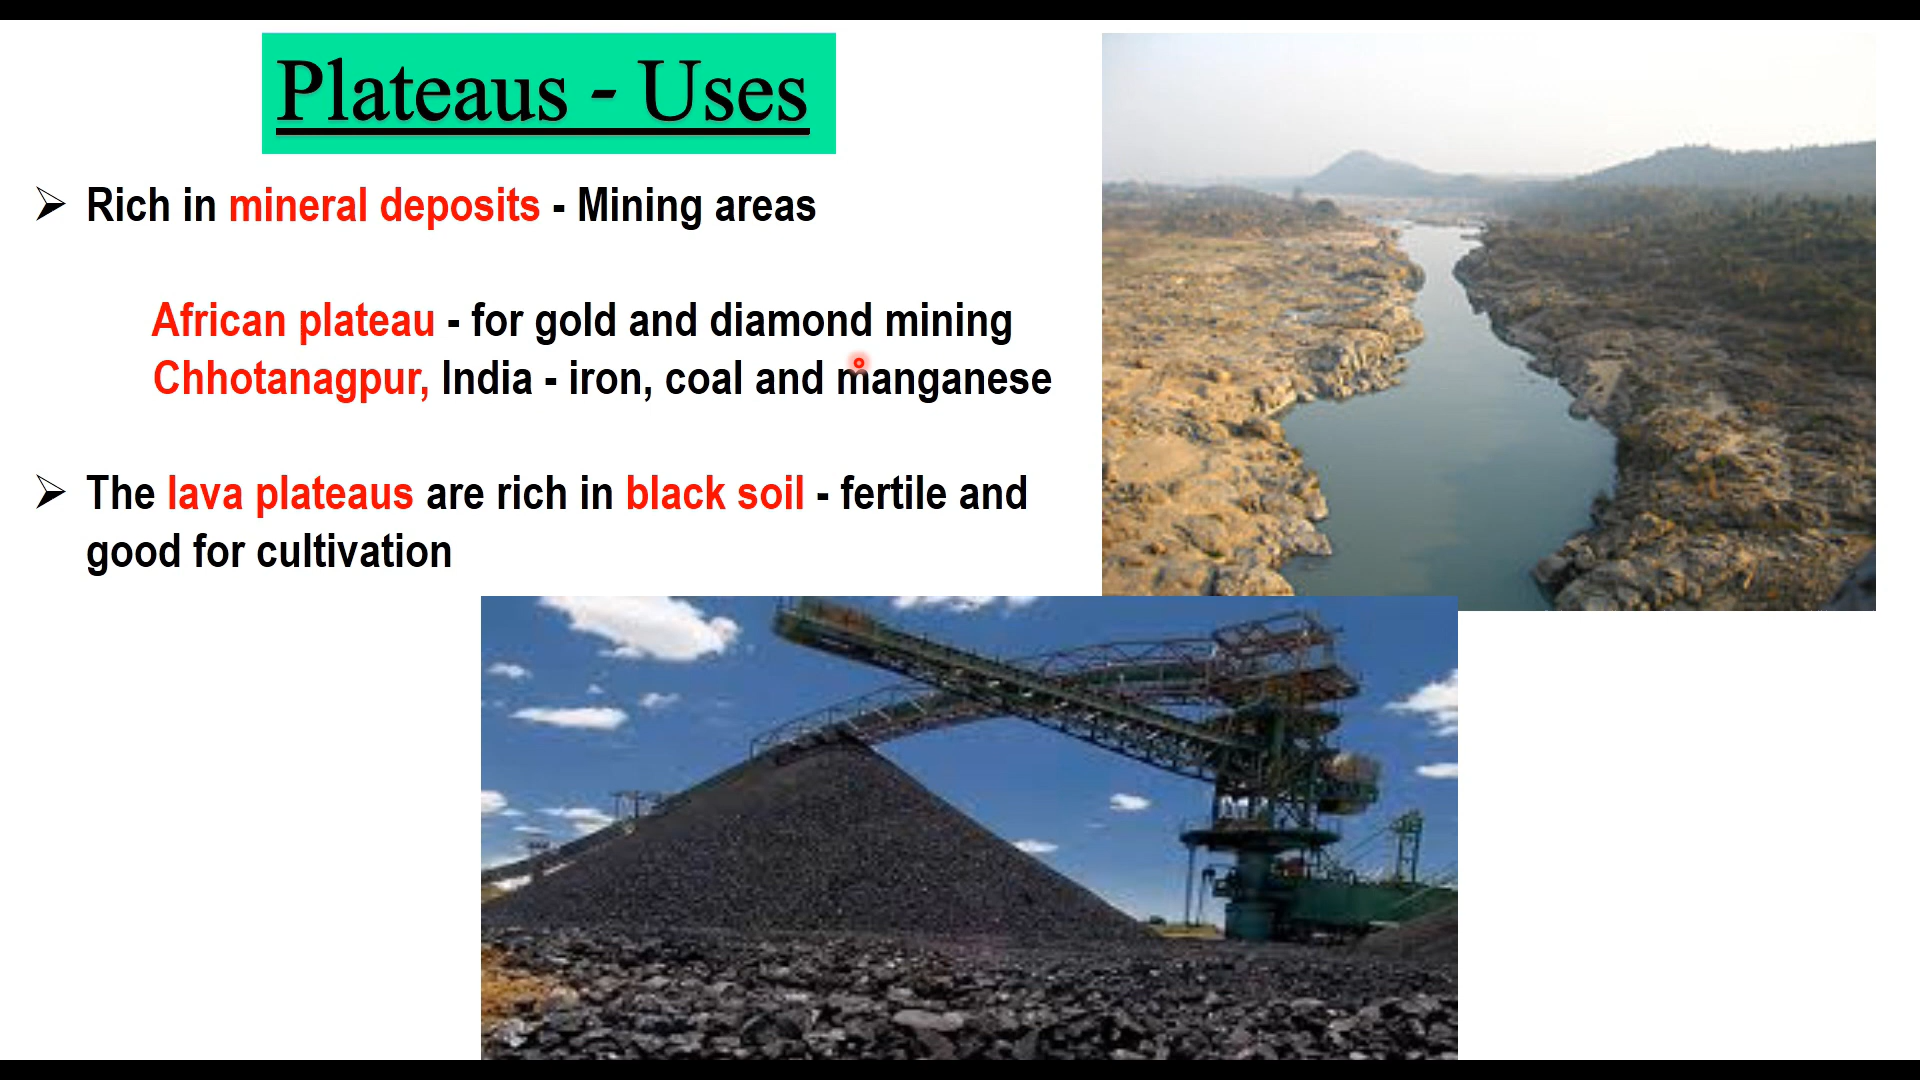 Plateaus - Uses
➢ Rich in mineral deposits - Mining areas
African plateau - for gold and diamond mining
Chhotanagpur, India - iron, coal and manganese
➢ The lava plateaus are rich in black soil - fertile and
good for cultivation